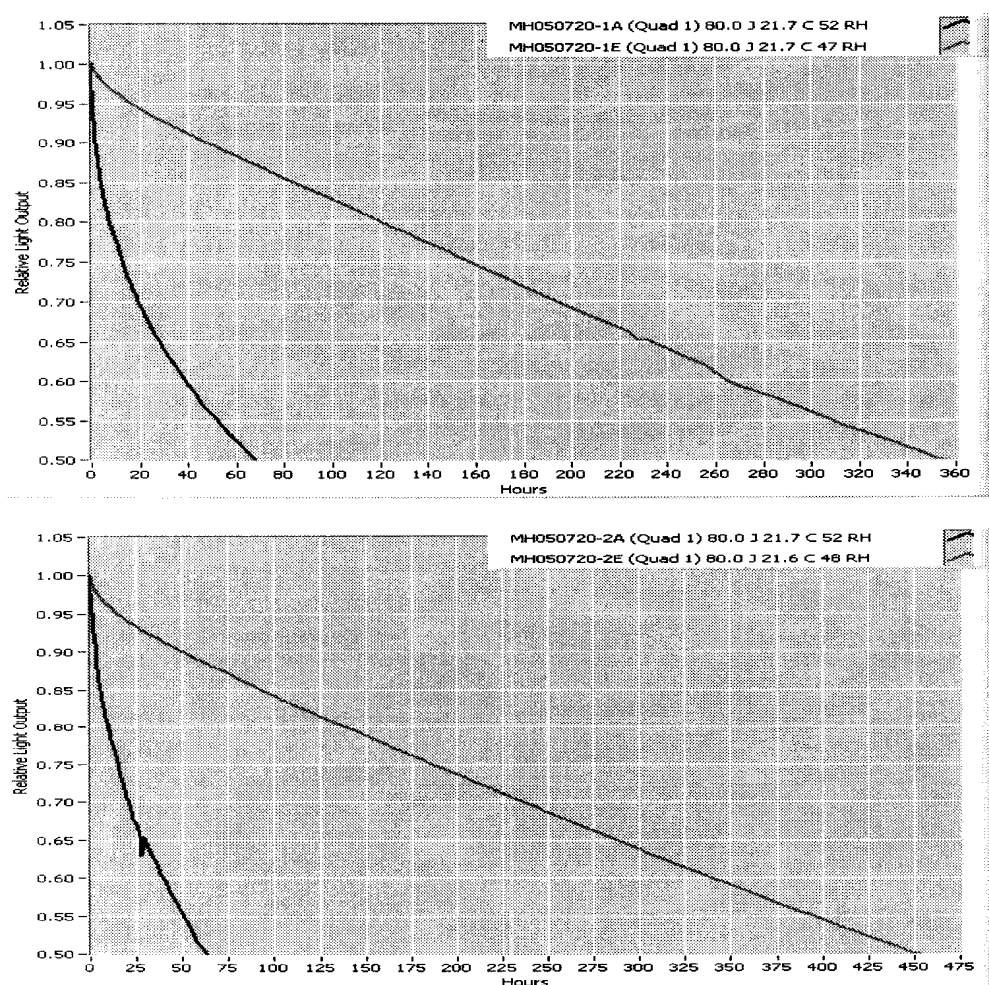 MH050720-1A (Quad 1) 80.0 J 21.7 C 52 RH
MH050720-1E (Quad 1) 80.0 J 21.7 C 47 RH
1.05
1.00
0.95
0.90
0.85
0.80
0.75
0.70
0.65
0.60
0.55
0.50
Relative Light Output
0 20 40 60 80 100 120 140 160 180 200 220 240 260 280 300 320 340 360
Hours
MH050720-2A (Quad 1) 80.0 J 21.7 C 52 RH
MH050720-2E (Quad 1) 80.0 J 21.6 C 48 RH
1.05
1.00
0.95
0.90
0.85
0.80
0.75
0.70
0.65
0.60
0.55
0.50
Relative Light Output
0 25 50 75 100 125 150 175 200 225 250 275 300 325 350 375 400 425 450 475
Hours